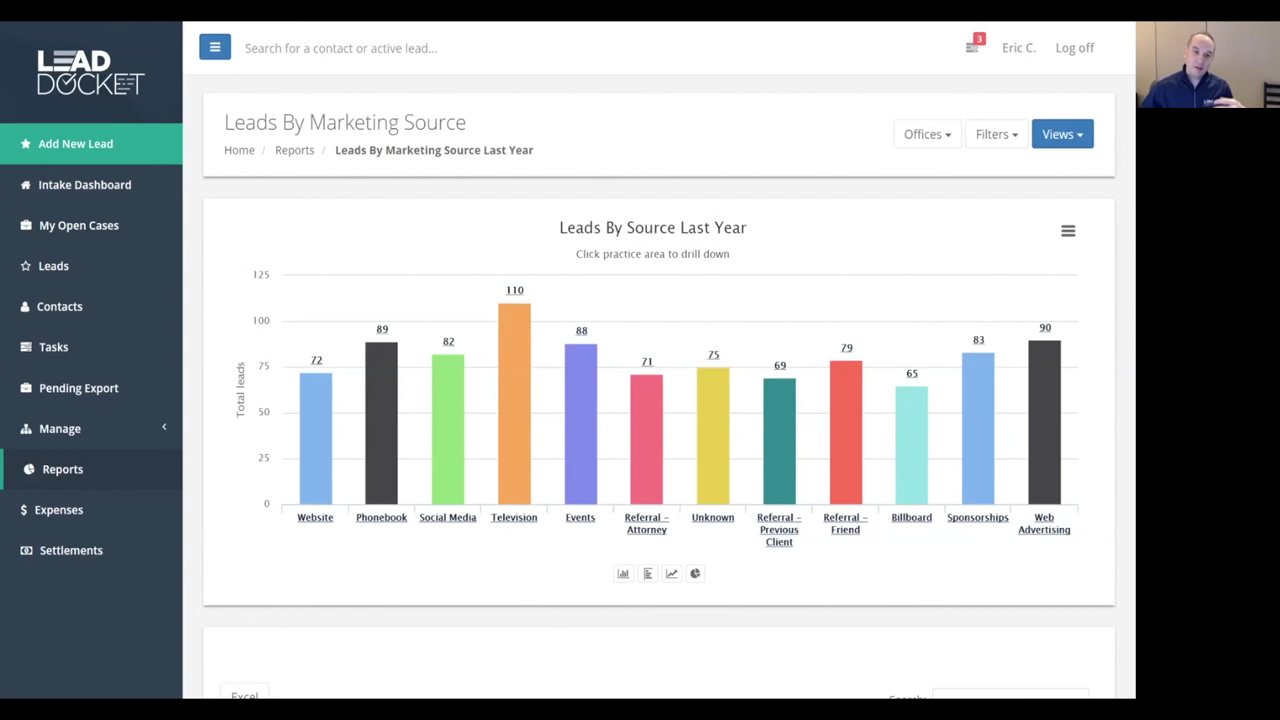 LEAD
DOCKET
Search for a contact or active lead...
3
Eric C.
Log off
Add New Lead
Intake Dashboard
My Open Cases
Leads
Contacts
Tasks
Pending Export
Manage
Reports
Expenses
Settlements
Leads By Marketing Source
Home / Reports / Leads By Marketing Source Last Year
Offices
Filters
Views
Leads By Source Last Year
Click practice area to drill down
Total leads
125
100
75
50
25
0
72
89
82
110
88
71
75
69
79
65
83
90
Website
Phonebook
Social Media
Television
Events
Referral –
Attorney
Unknown
Referral –
Previous
Client
Referral –
Friend
Billboard
Sponsorships
Web
Advertising
Excel
Search: